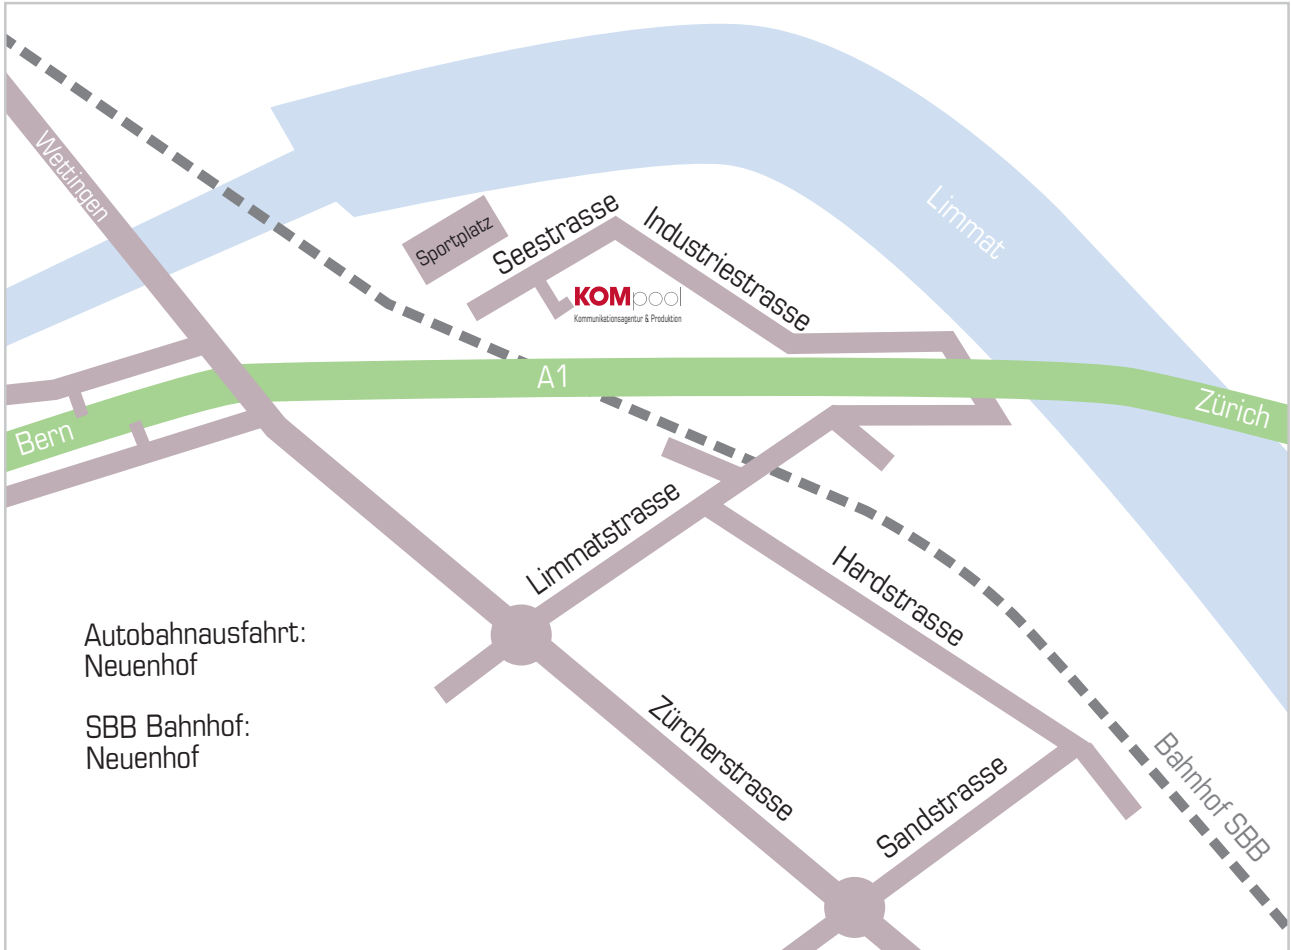 Wettingen
Limmat
Sportplatz
Seestrasse
Industriestrasse
KOMpool
Kommunikationsagentur & Produktion
A1
Zürich
Bern
Limmatstrasse
Hardstrasse
Autobahnausfahrt:
Neuenhof
SBB Bahnhof:
Neuenhof
Zürcherstrasse
Sandstrasse
Bahnhof SBB